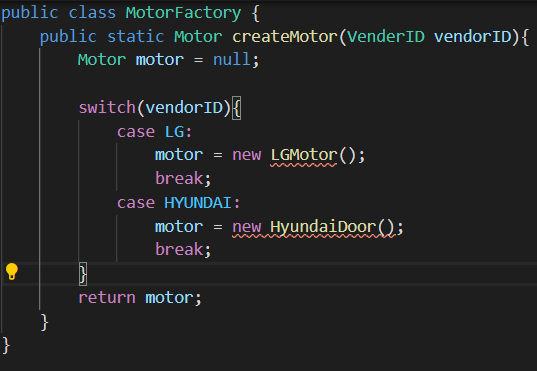 public class MotorFactory {
public static Motor createMotor(VenderID vendorID){
Motor motor = null;
switch(vendorID){
case LG:
motor = new LGMotor();
break;
case HYUNDAI:
motor = new HyundaiDoor();
break;
}
return motor;
}
}